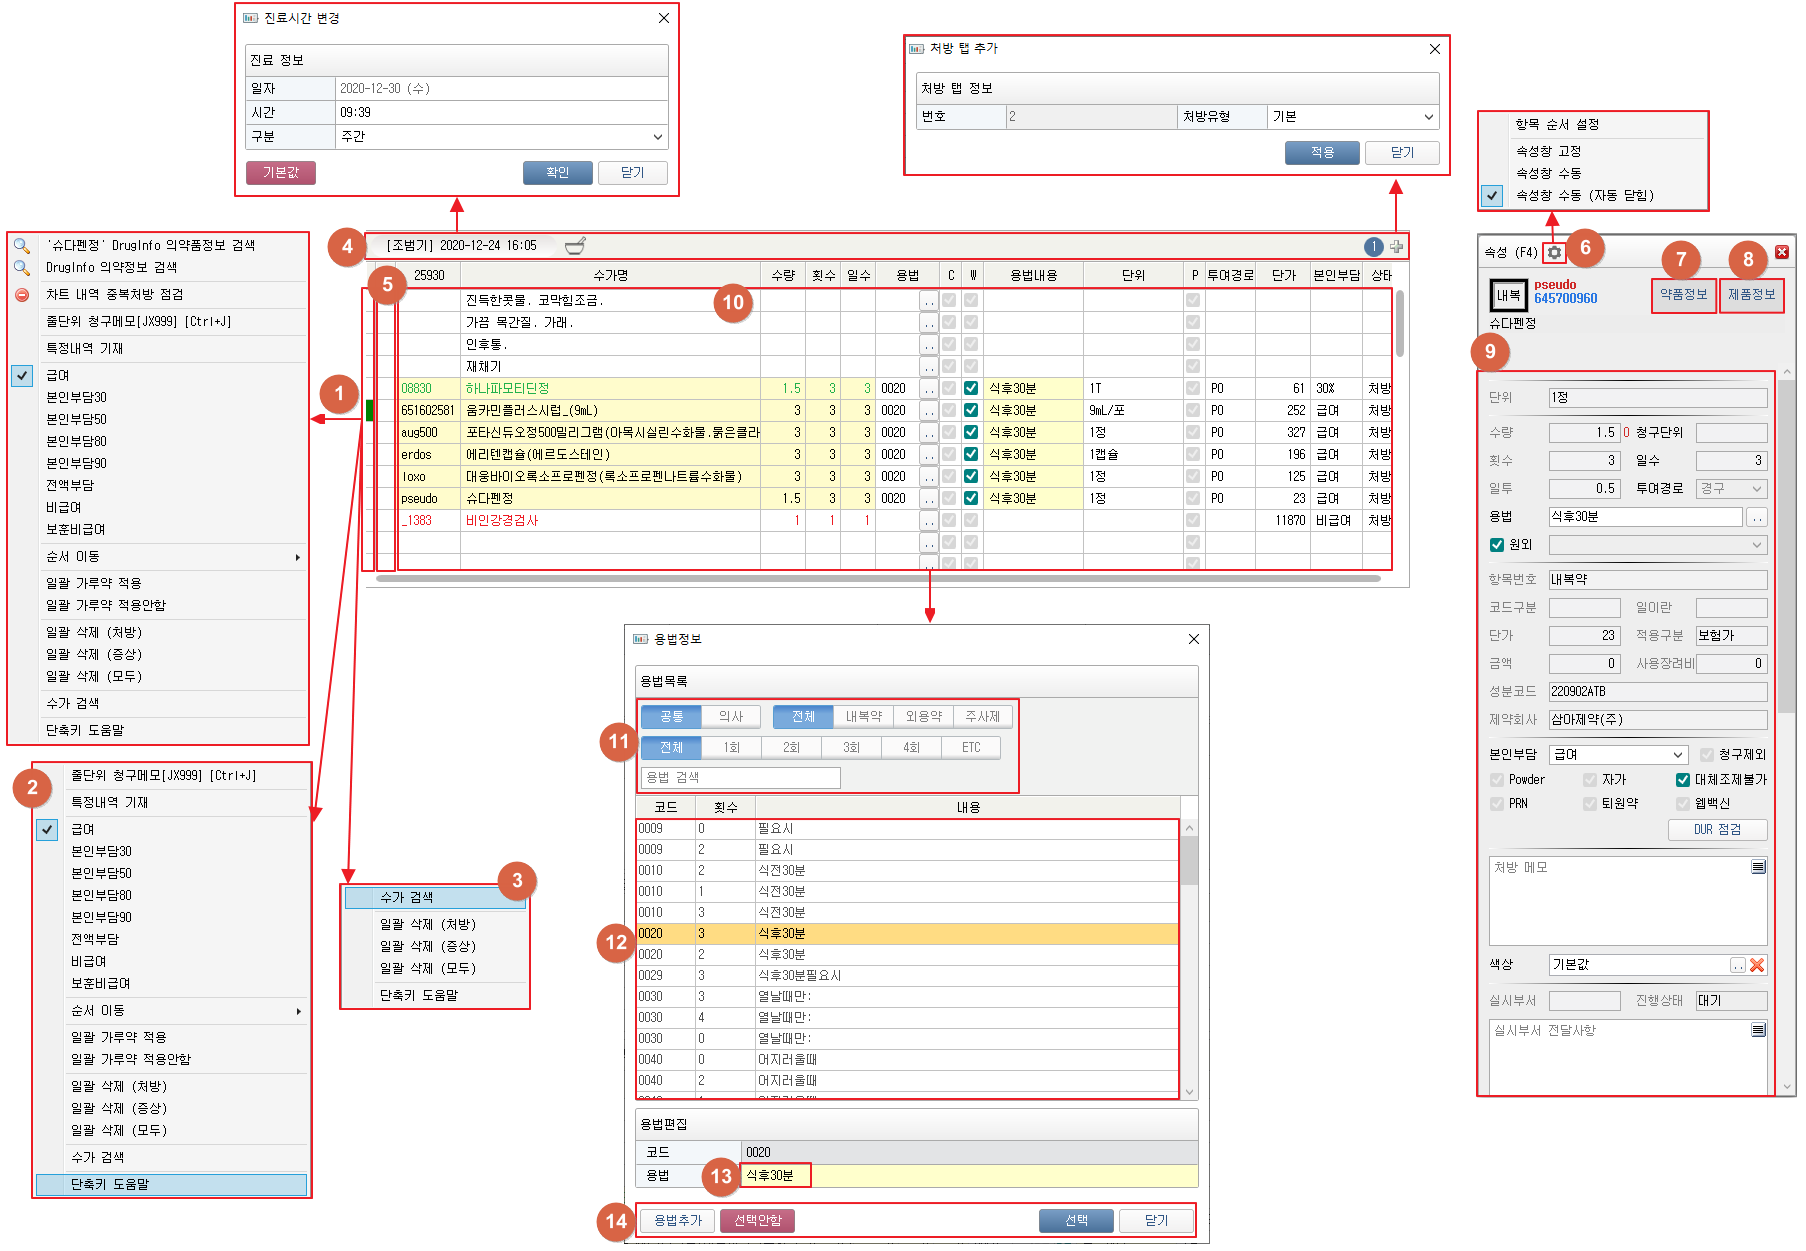 진료시간 변경
진료 정보
일자 2020-12-30 (수)
시간 09:39
구분 주간
기본값 확인 닫기
처방 탭 추가
처방 탭 정보
번호 2 처방유형 기본
적용 닫기
항목 순서 설정
속성창 고정
속성창 수동
속성창 수동 (자동 닫힘)
'슈다펜정' DrugInfo 의약품정보 검색
DrugInfo 의약정보 검색
차트 내역 중복처방 점검
줄단위 청구메모[JX999] [Ctrl+J]
특정내역 기재
급여
본인부담30
본인부담50
본인부담80
본인부담90
전액부담
비급여
보훈비급여
순서 이동
일괄 가루약 적용
일괄 가루약 적용안함
일괄 삭제 (처방)
일괄 삭제 (증상)
일괄 삭제 (모두)
수가 검색
단축키 도움말
1
2
줄단위 청구메모[JX999] [Ctrl+J]
특정내역 기재
급여
본인부담30
본인부담50
본인부담80
본인부담90
전액부담
비급여
보훈비급여
순서 이동
일괄 가루약 적용
일괄 가루약 적용안함
일괄 삭제 (처방)
일괄 삭제 (증상)
일괄 삭제 (모두)
수가 검색
단축키 도움말
3
수가 검색
일괄 삭제 (처방)
일괄 삭제 (증상)
일괄 삭제 (모두)
단축키 도움말
4
[조범기] 2020-12-24 16:05 1
5
25930 수가명 수량 횟수 일수 용법 C W 용법내용 단위 P 투여경로 단가 본인부담 상태
10
진득한콧물. 코막힘조금. ..
가끔 목간질. 가래. ..
인후통. ..
재채기 ..
08830 하나파모티딘정 1.5 3 3 0020 .. 식후30분 1T PO 61 30% 처방
651602581 움카민플러스시럽_(9mL) 3 3 3 0020 .. 식후30분 9mL/포 PO 252 급여 처방
aug500 포타신듀오정500밀리그램(아목시실린수화물.묽은클라 3 3 3 0020 .. 식후30분 1정 PO 327 급여 처방
erdos 에리텐캡슐(에르도스테인) 3 3 3 0020 .. 식후30분 1캡슐 PO 196 급여 처방
loxo 대웅바이오록소프로펜정(록소프로펜나트륨수화물) 3 3 3 0020 .. 식후30분 1정 PO 125 급여 처방
pseudo 슈다펜정 1.5 3 3 0020 .. 식후30분 1정 PO 23 급여 처방
_1383 비인강경검사 1 1 1 .. 11870 비급여 처방
..
..
용법정보
용법목록
11
공통 의사 전체 내복약 외용약 주사제
전체 1회 2회 3회 4회 ETC
용법 검색
코드 횟수 내용
12
0009 0 필요시
0009 2 필요시
0010 2 식전30분
0010 1 식전30분
0010 3 식전30분
0020 3 식후30분
0020 2 식후30분
0029 3 식후30분필요시
0030 3 열날때만:
0030 4 열날때만:
0030 0 열날때만:
0040 0 어지러울때
0040 2 어지러울때
용법편집
코드 0020
용법 13 식후30분
14
용법추가 선택안함 선택 닫기
속성 (F4) 6
7
8
내복 pseudo
645700960
약품정보 제품정보
슈다펜정
9
단위 1정
수량 1.5 0 청구단위
횟수 3 일수 3
일투 0.5 투여경로 경구
용법 식후30분 ..
원외
항목번호 내복약
코드구분 일이란
단가 23 적용구분 보험가
금액 0 사용장려비 0
성분코드 220902ATB
제약회사 삼아제약(주)
본인부담 급여 청구제외
Powder 자가 대체조제불가
PRN 퇴원약 웹백신
DUR 점검
처방 메모
색상 기본값 ..
실시부서 진행상태 대기
실시부서 전달사항